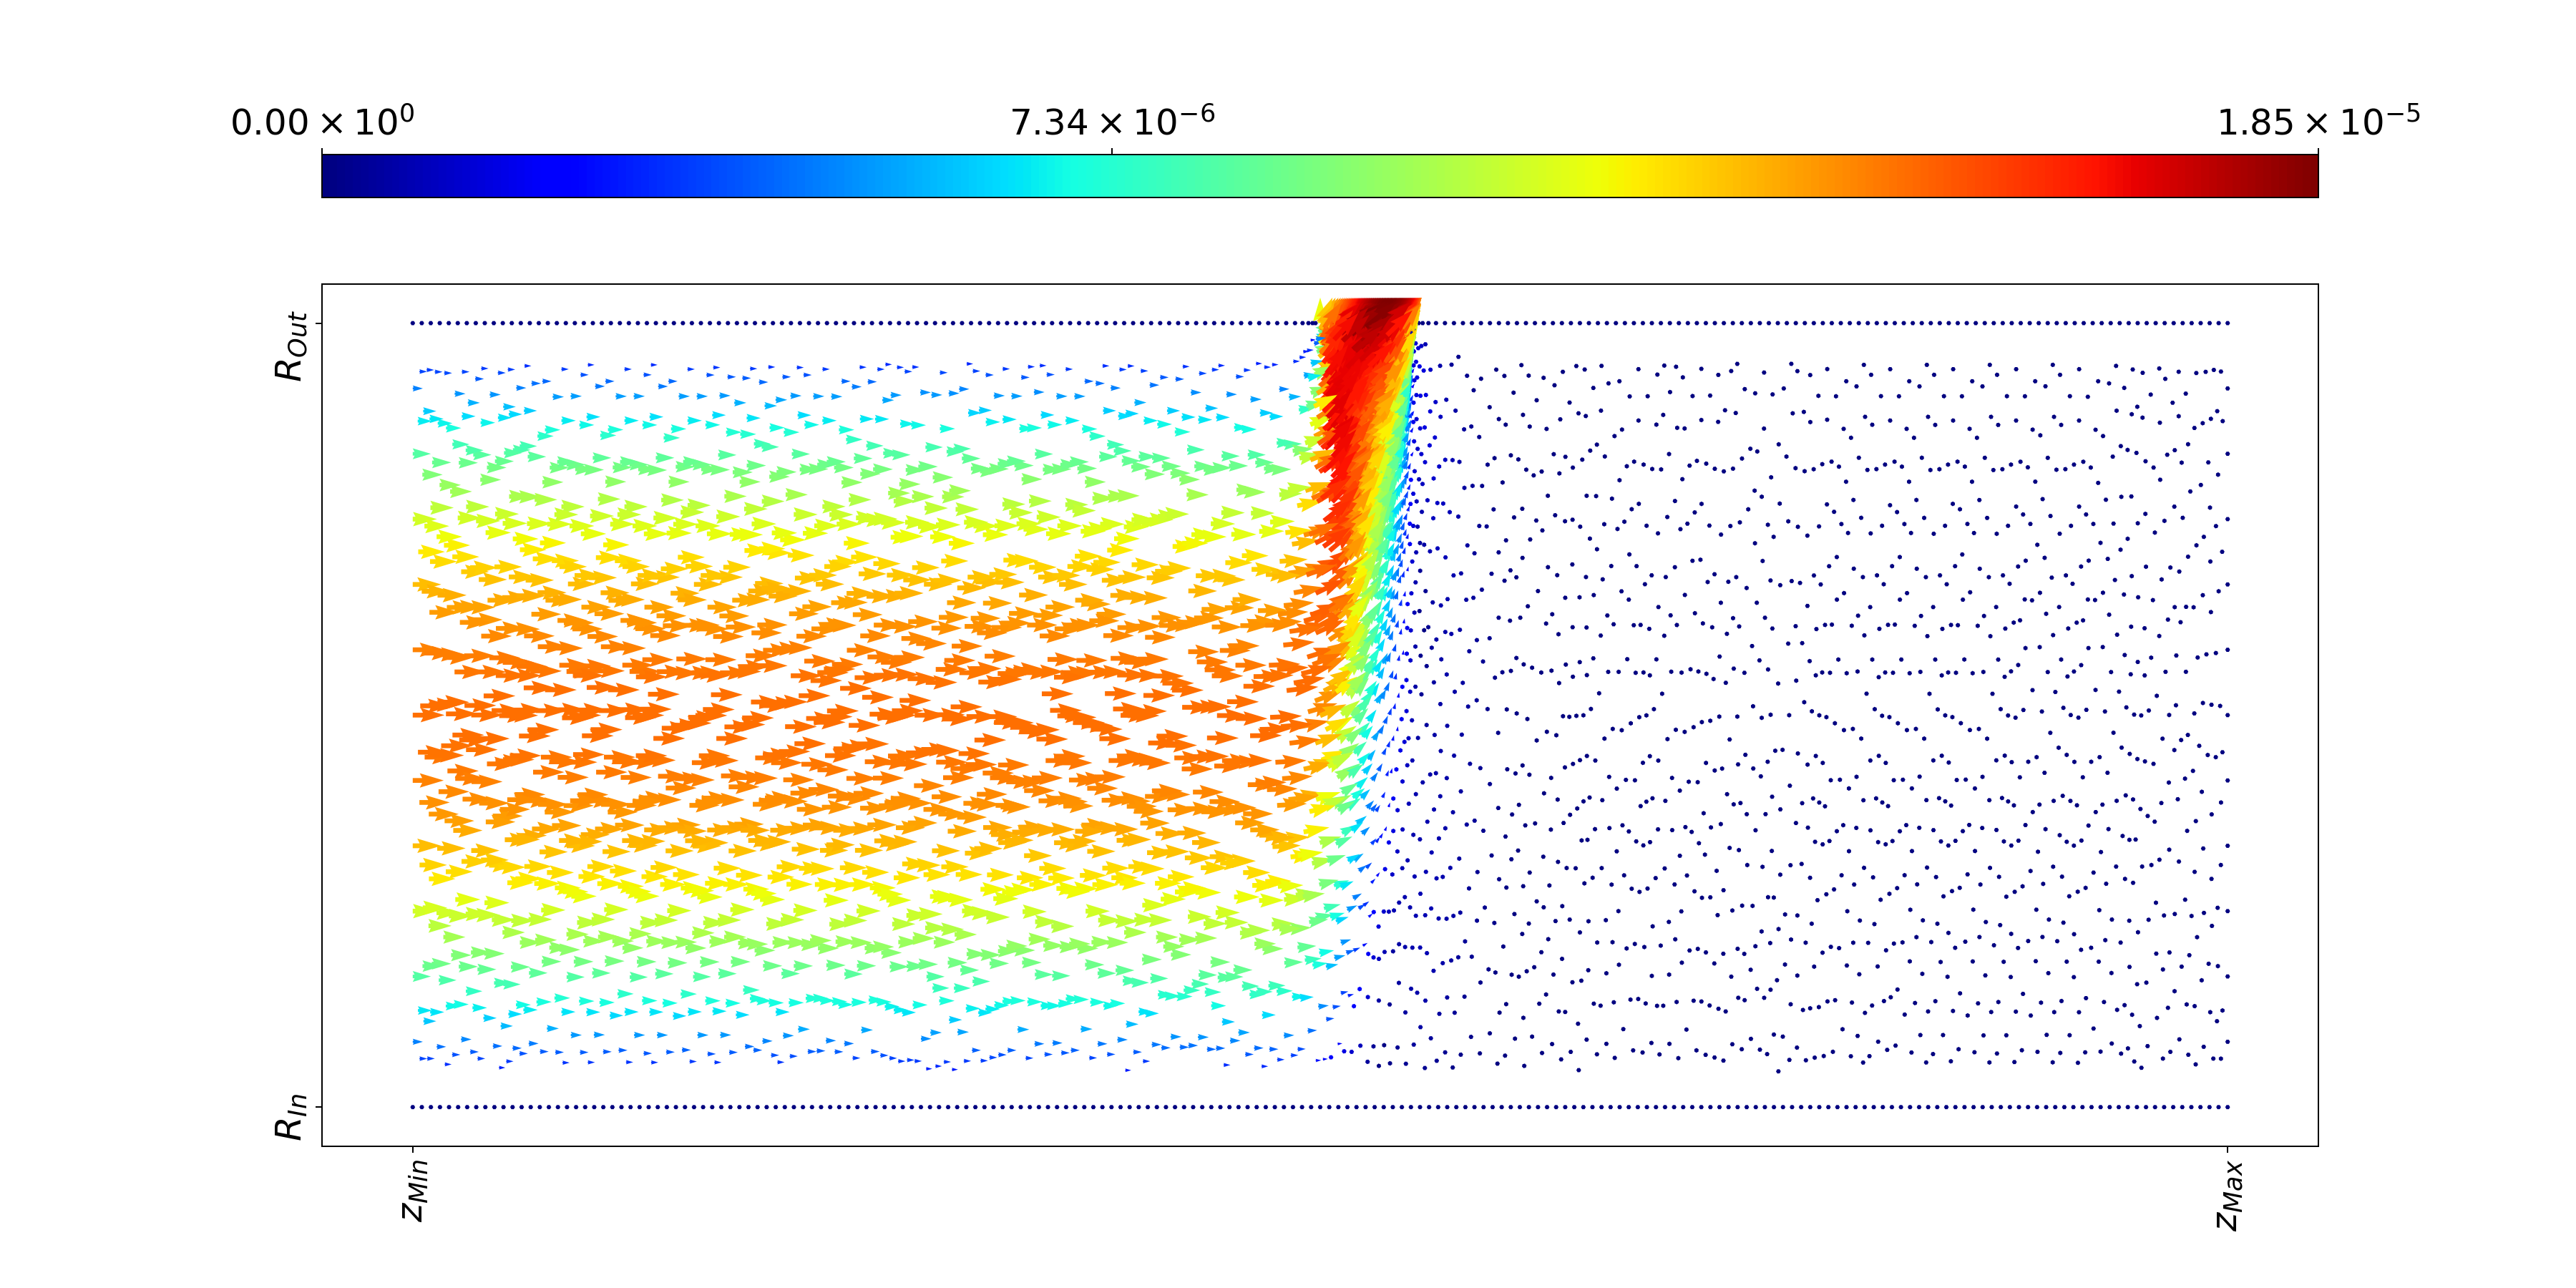 0.00 × 10⁰ 7.34 × 10⁻⁶ 1.85 × 10⁻⁵
R_Out
R_In
z_Min z_Max